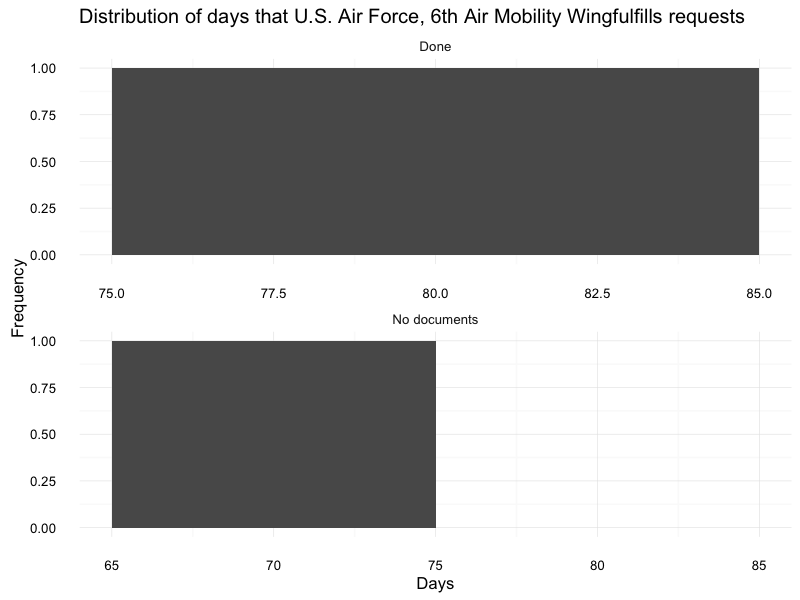 Distribution of days that U.S. Air Force, 6th Air Mobility Wingfulfills requests
Done
1.00
0.75
0.50
0.25
0.00
75.0 77.5 80.0 82.5 85.0
Frequency
No documents
1.00
0.75
0.50
0.25
0.00
65 70 75 80 85
Days